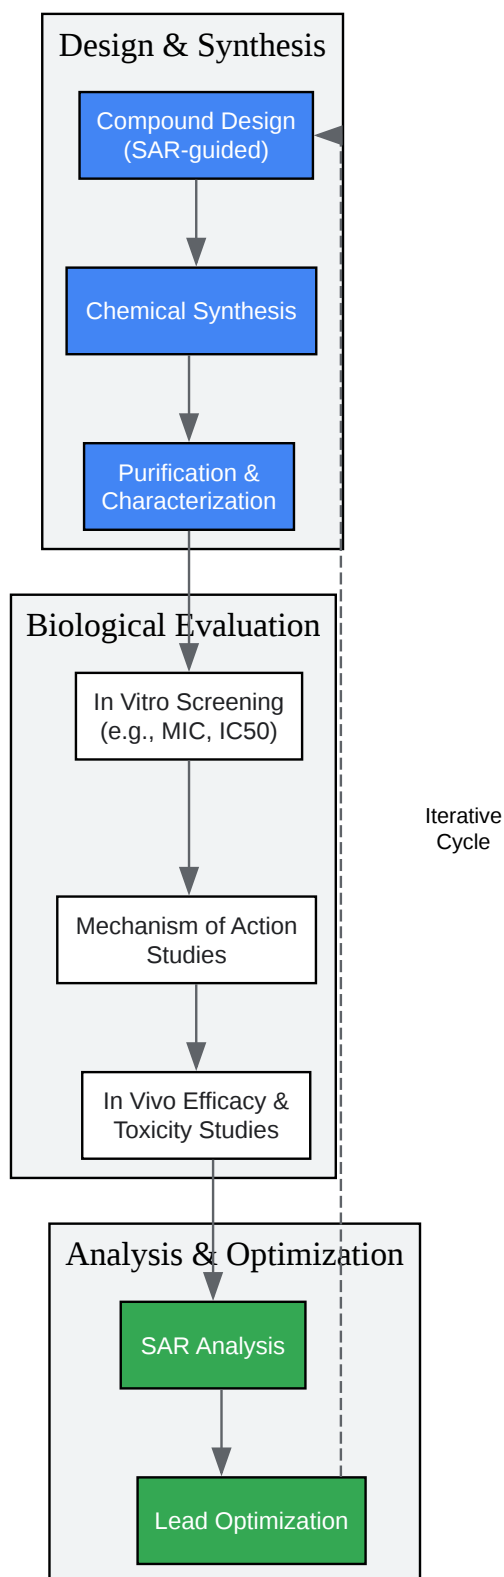 Design & Synthesis
Compound Design
(SAR-guided)
Chemical Synthesis
Purification &
Characterization
Biological Evaluation
In Vitro Screening
(e.g., MIC, IC50)
Iterative
Cycle
Mechanism of Action
Studies
In Vivo Efficacy &
Toxicity Studies
Analysis & Optimization
SAR Analysis
Lead Optimization